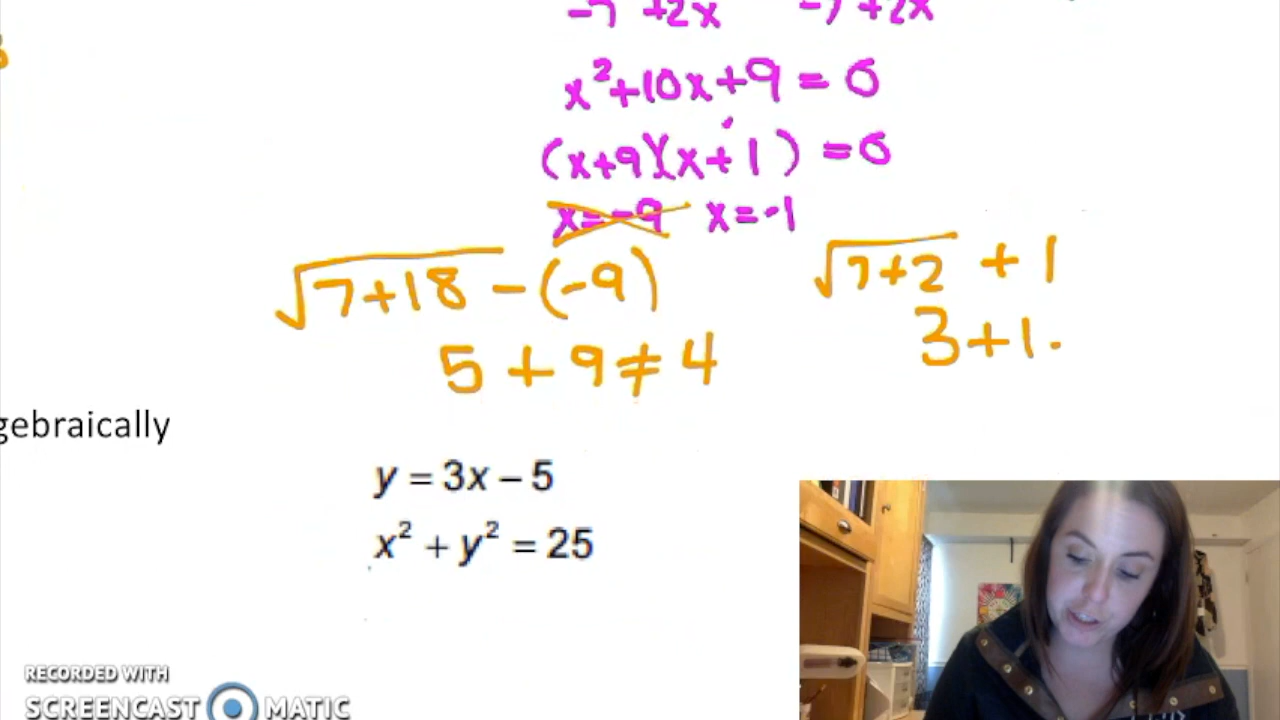 -7 +2x -7 +2x
x²+10x+9 = 0
(x+9)(x+1) = 0
x=-9 x=-1
√7+18 - (-9)
√7+2 + 1
5 + 9 ≠ 4
3+1
gebraically
y = 3x – 5
x² + y² = 25
RECORDED WITH
SCREENCAST MATIC